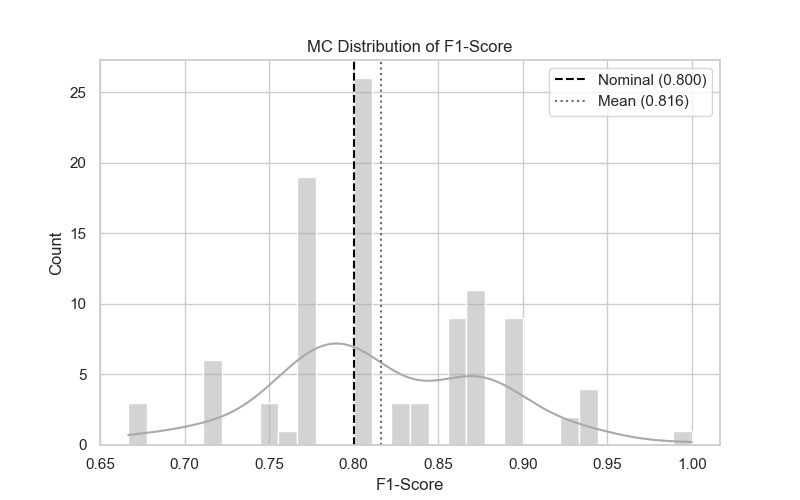 MC Distribution of F1-Score
Nominal (0.800)
Mean (0.816)
Count
25
20
15
10
5
0
0.65 0.70 0.75 0.80 0.85 0.90 0.95 1.00
F1-Score